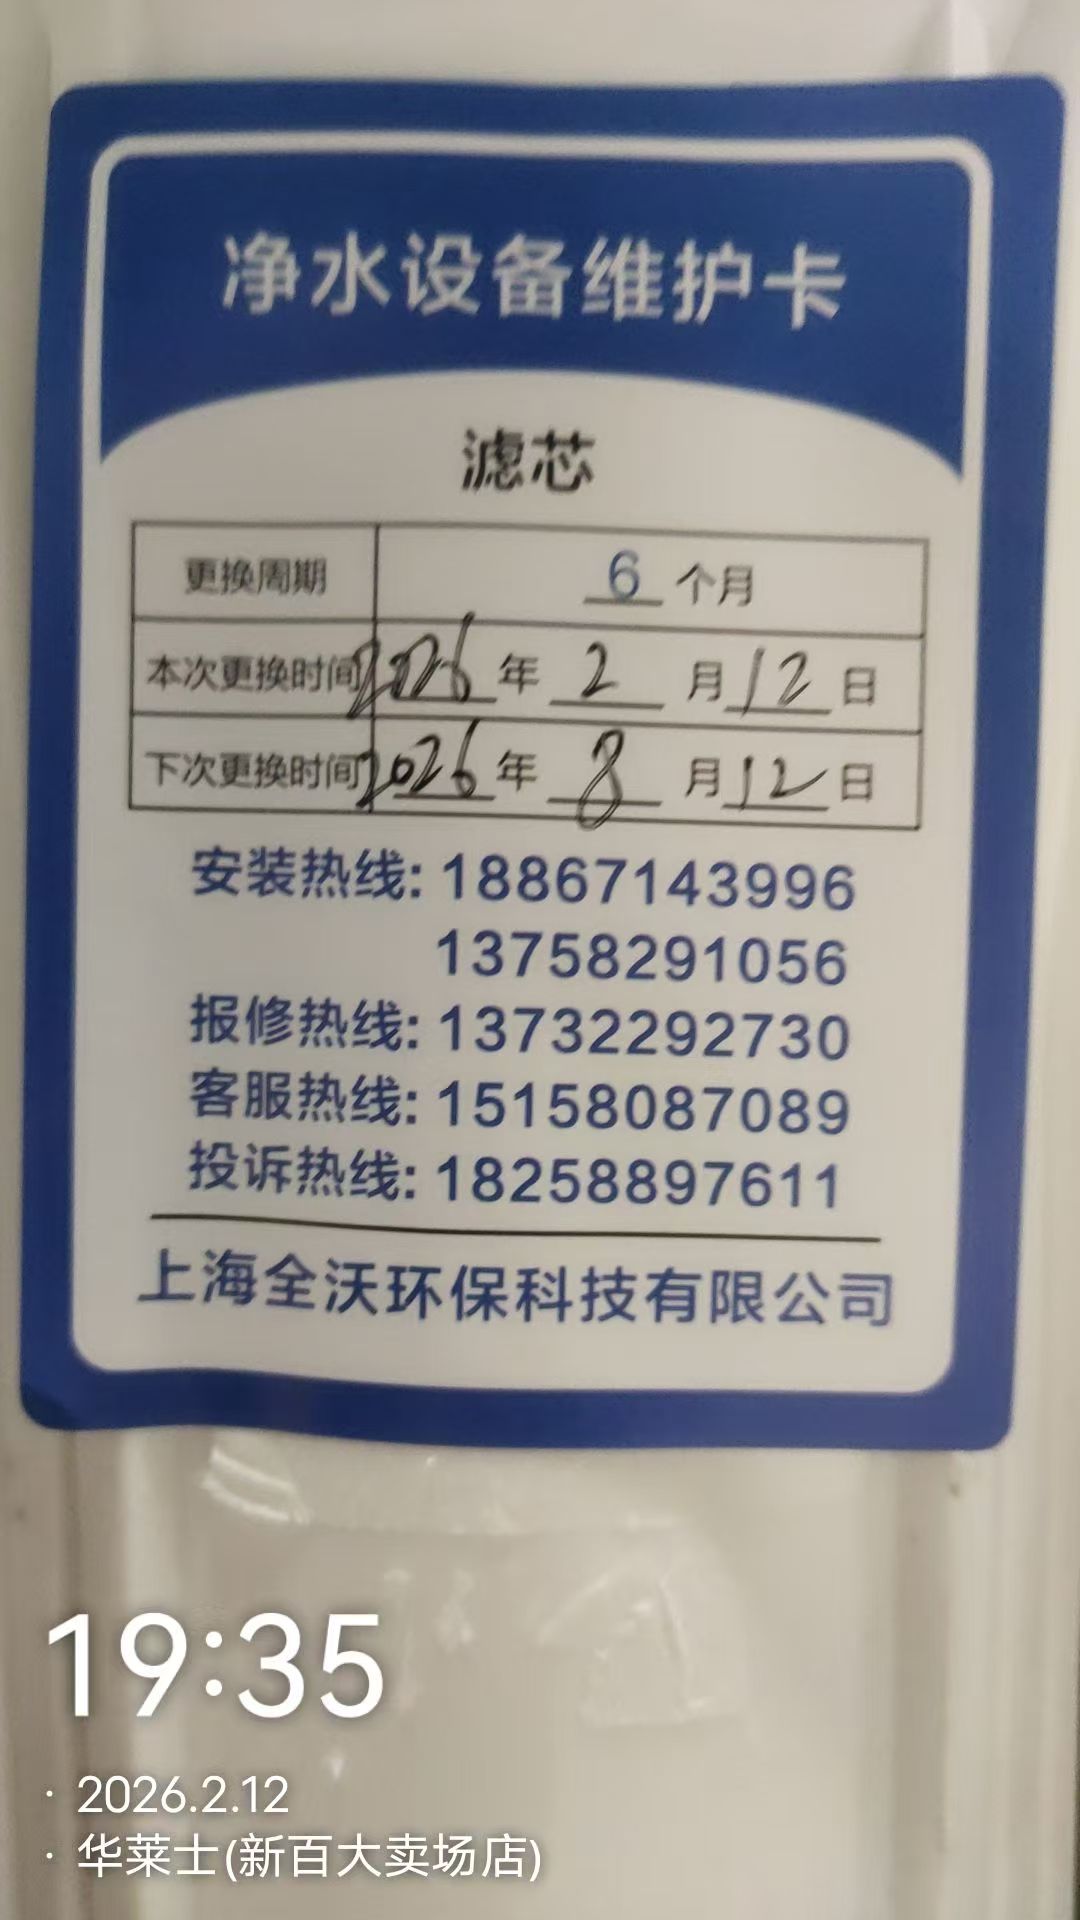 净水设备维护卡
滤芯
更换周期 6 个月
本次更换时间 2026 年 2 月 12 日
下次更换时间 2026 年 8 月 12 日
安装热线: 18867143996
13758291056
报修热线: 13732292730
客服热线: 15158087089
投诉热线: 18258897611
上海全沃环保科技有限公司
19:35
· 2026.2.12
· 华莱士(新百大卖场店)